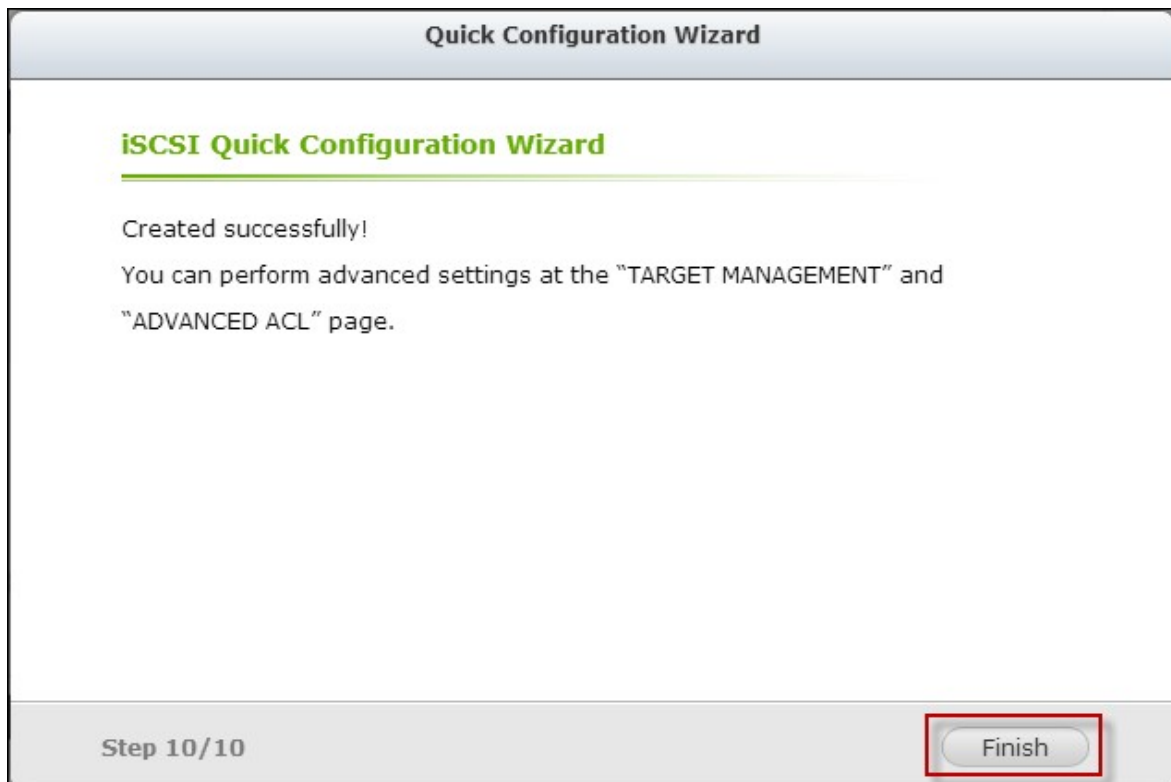 Quick Configuration Wizard
iSCSI Quick Configuration Wizard
Created successfully!
You can perform advanced settings at the “TARGET MANAGEMENT” and
“ADVANCED ACL” page.
Step 10/10
Finish